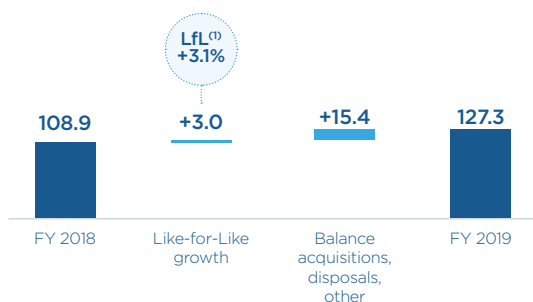 LfL(1)
+3.1%
108.9
+3.0
+15.4
127.3
FY 2018
Like-for-Like
growth
Balance
acquisitions,
disposals,
other
FY 2019